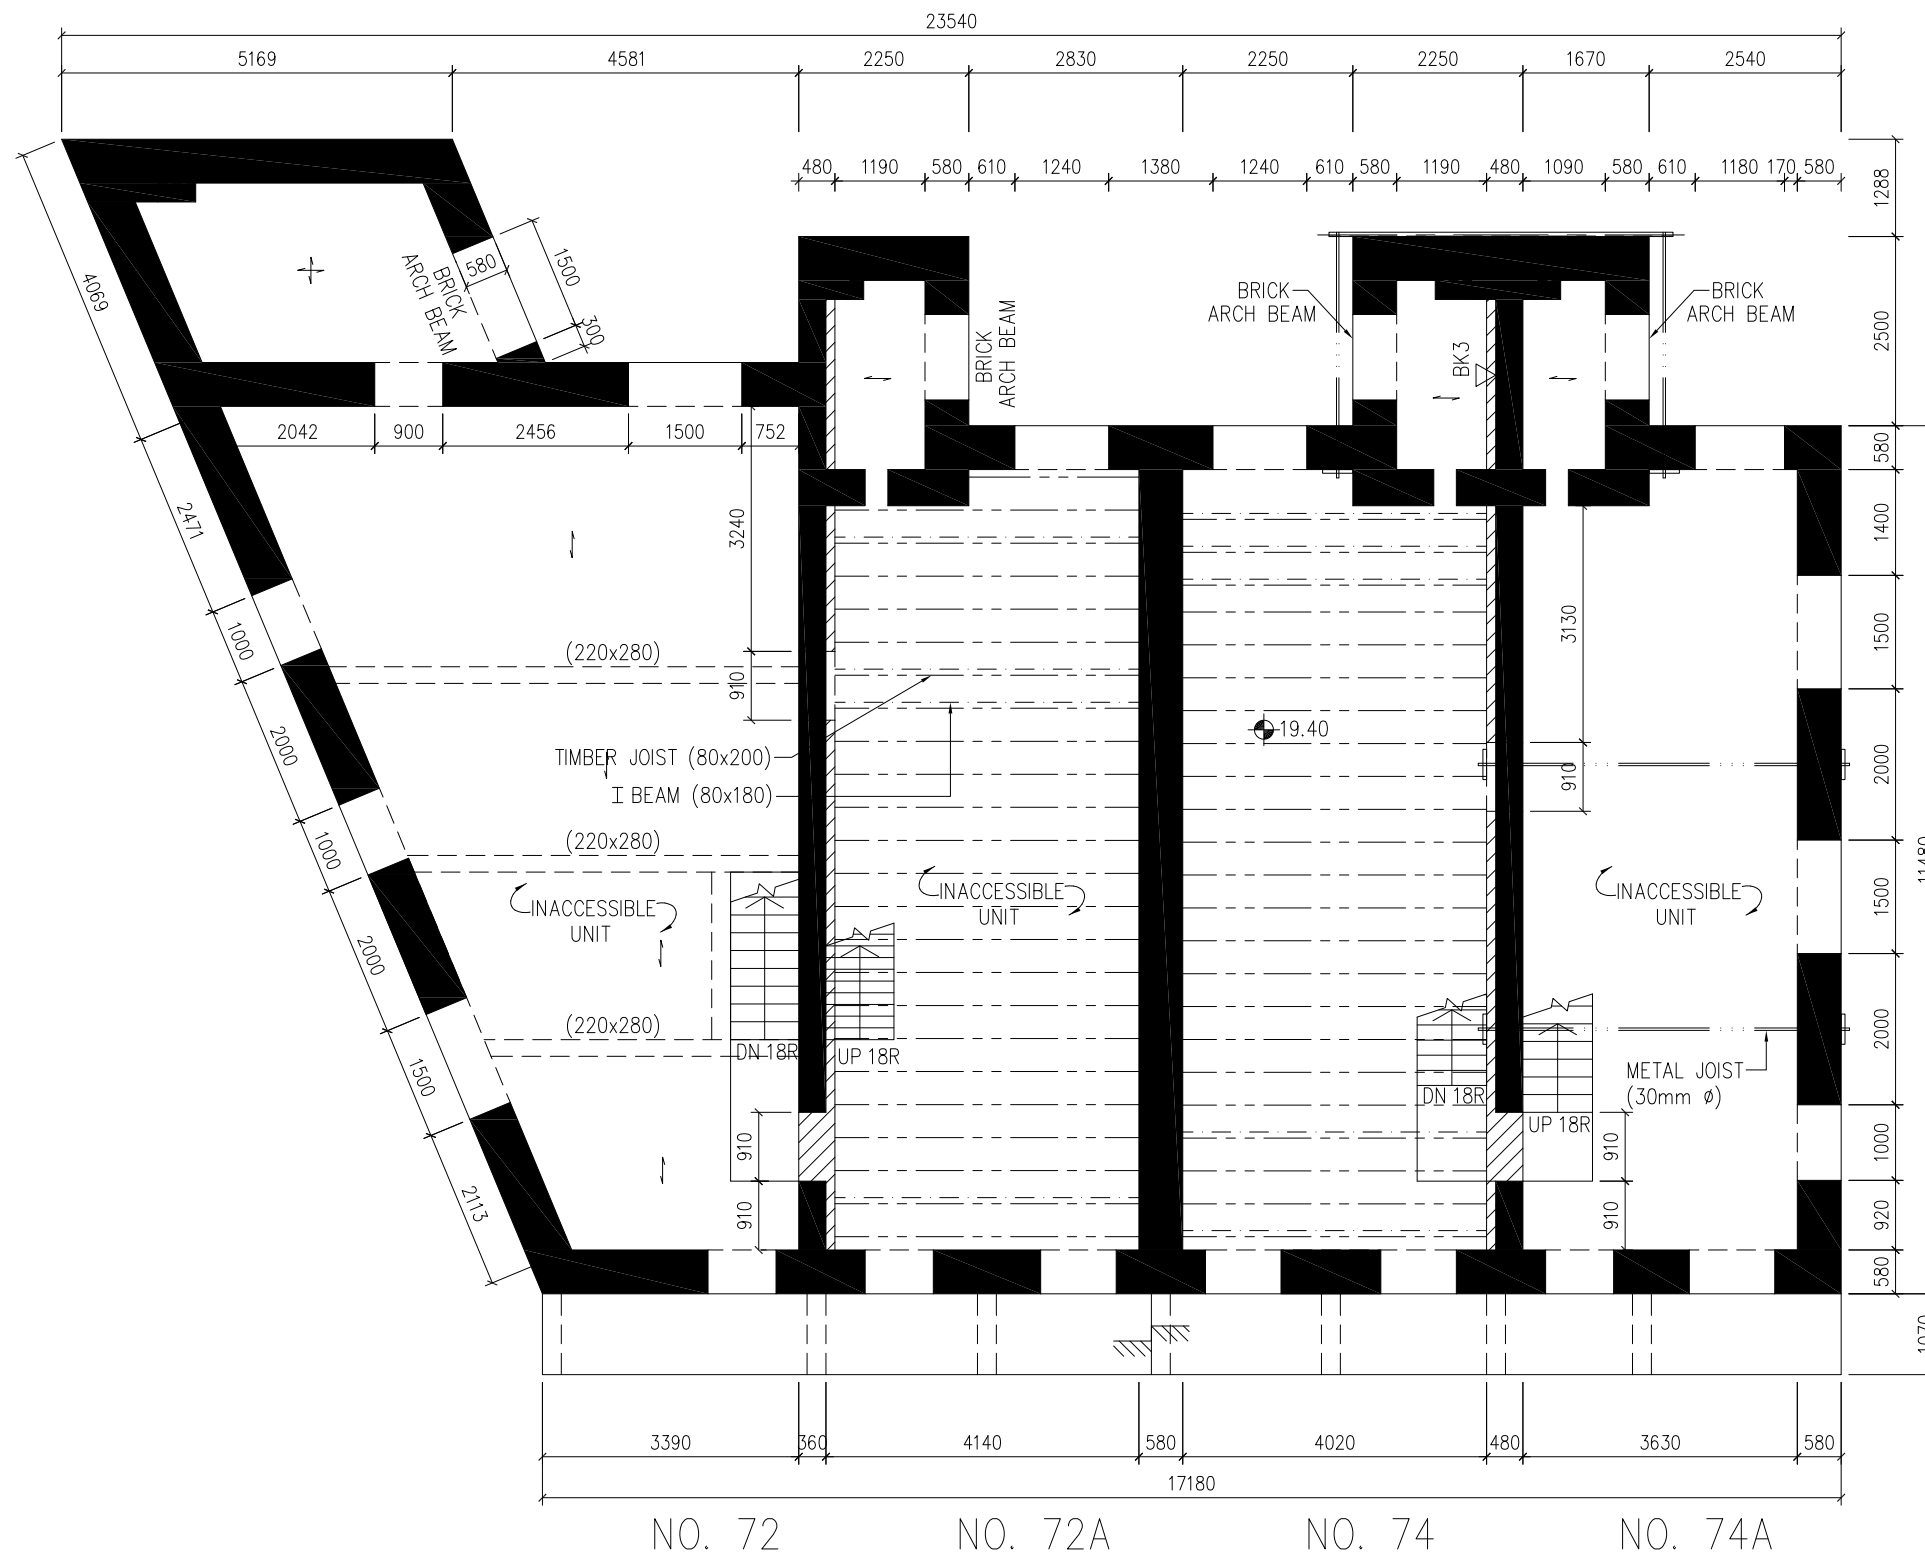 23540
5169 4581 2250 2830 2250 2250 1670 2540
480 1190 580 610 1240 1380 1240 610 580 1190 480 1090 580 610 1180 170 580
1288
2500
580
1400
1500
2000
1500
2000
1000
920
580
11480
1070
4069
2471
1000
2000
1000
2000
1500
2113
580
1500
300
BRICK
ARCH BEAM
BRICK
ARCH BEAM
BRICK
ARCH BEAM
BRICK
ARCH BEAM
BK3
2042 900 2456 1500 752
3240
910
3130
910
(220x280)
(220x280)
(220x280)
TIMBER JOIST (80x200)
I BEAM (80x180)
19.40
INACCESSIBLE
UNIT
INACCESSIBLE
UNIT
INACCESSIBLE
UNIT
DN 18R
UP 18R
DN 18R
UP 18R
METAL JOIST
(30mm Ø)
910
910
910
910
3390 360 4140 580 4020 480 3630 580
17180
NO. 72 NO. 72A NO. 74 NO. 74A